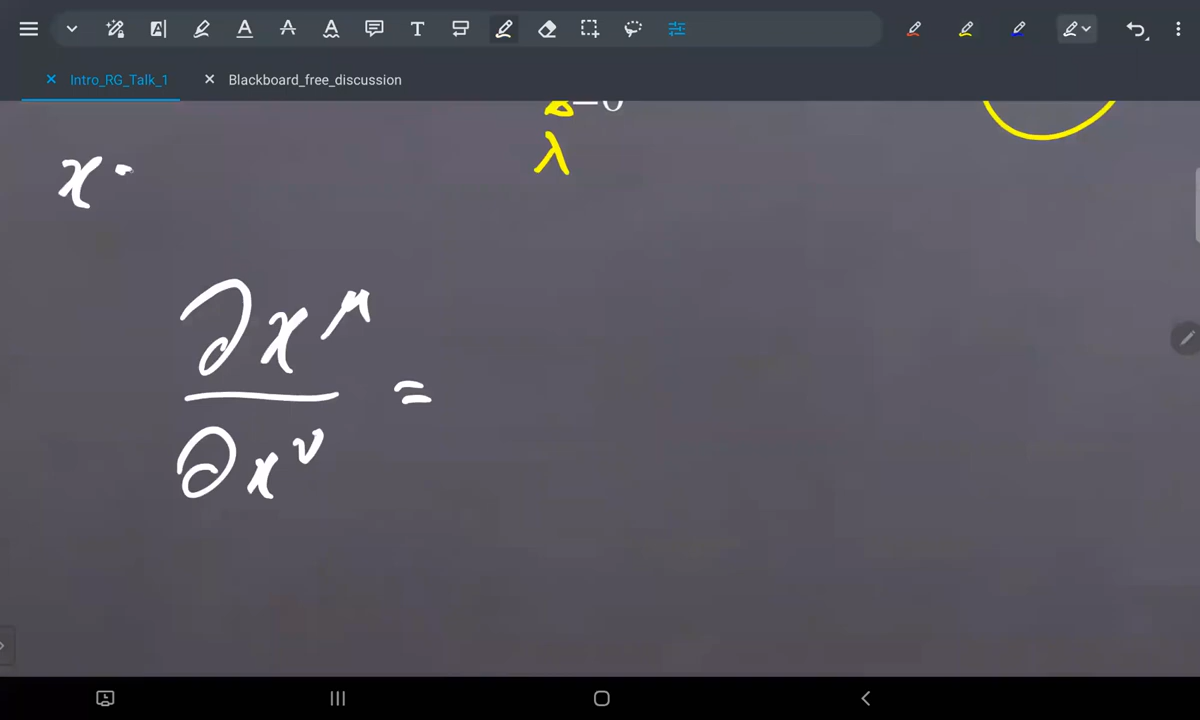 Intro_RG_Talk_1
Blackboard_free_discussion
λ
x
∂x^μ
=
∂x^ν